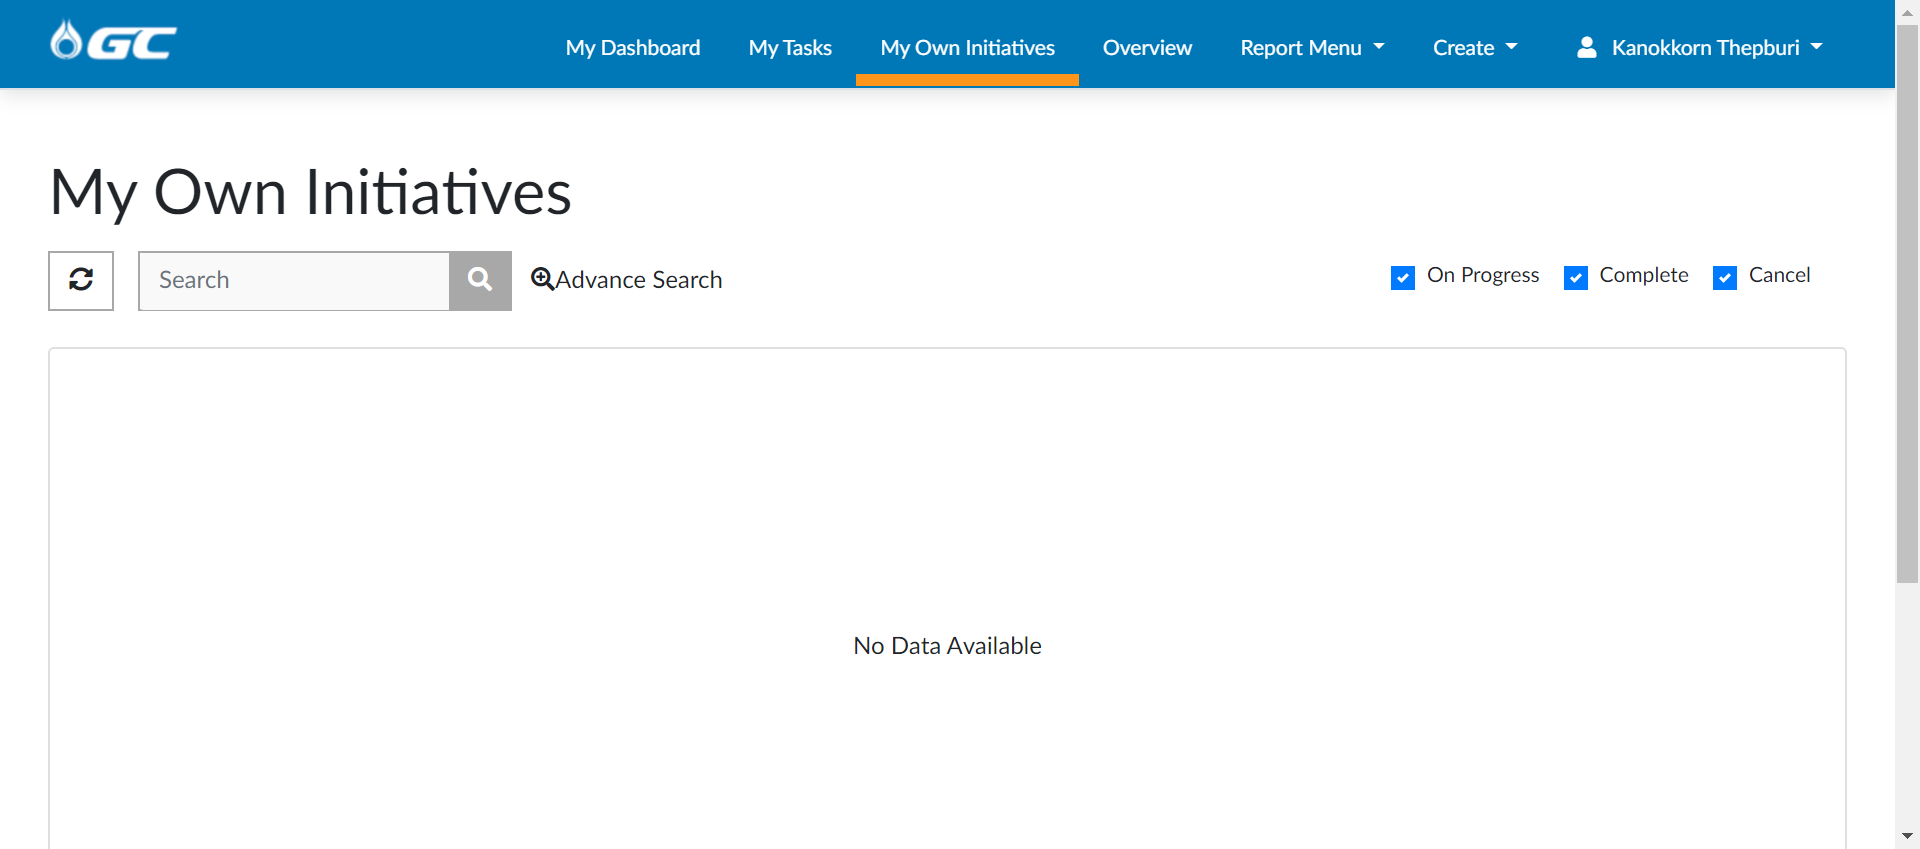 GC
My Dashboard
My Tasks
My Own Initiatives
Overview
Report Menu
Create
Kanokkorn Thepburi
My Own Initiatives
Search
Advance Search
On Progress
Complete
Cancel
No Data Available